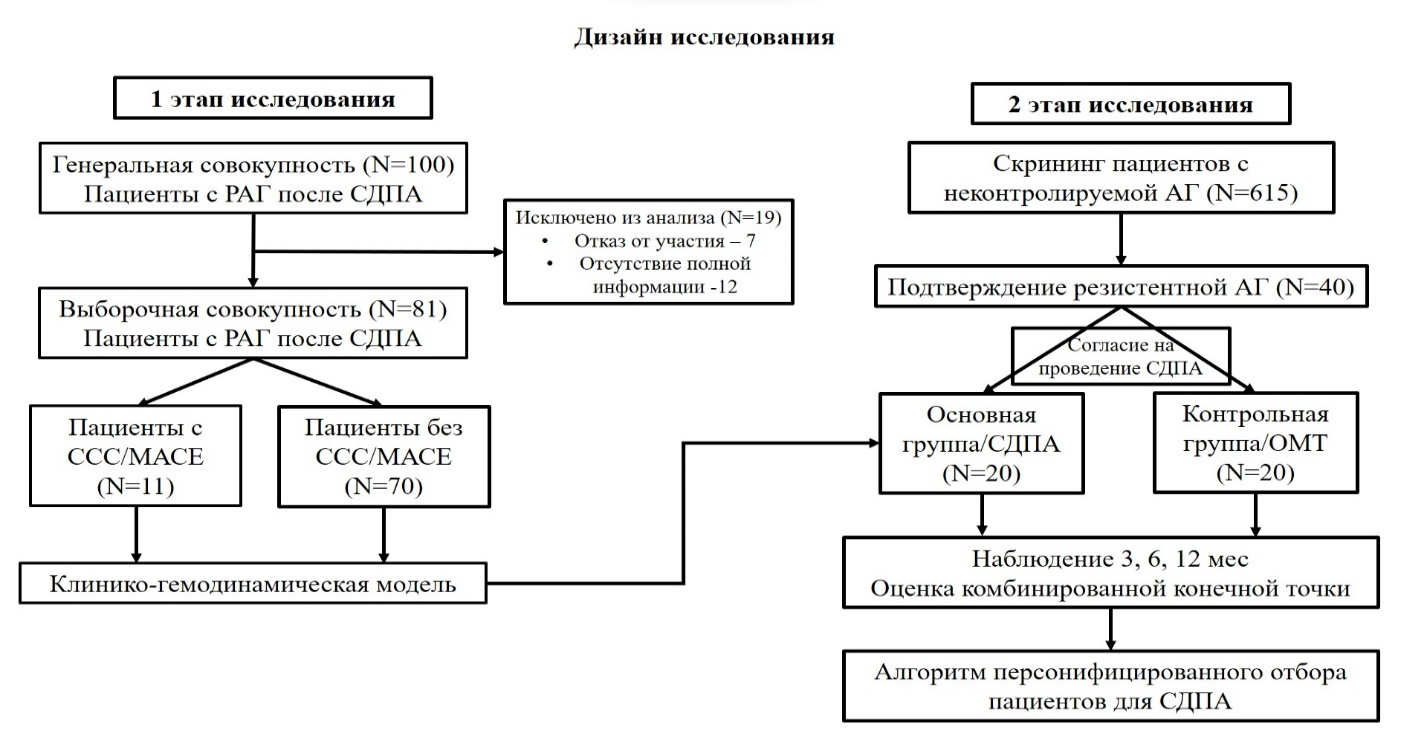 Дизайн исследования
1 этап исследования
Генеральная совокупность (N=100)
Пациенты с РАГ после СДПА
Исключено из анализа (N=19)
• Отказ от участия – 7
• Отсутствие полной
информации -12
Выборочная совокупность (N=81)
Пациенты с РАГ после СДПА
Пациенты с
ССС/MACE
(N=11)
Пациенты без
ССС/MACE
(N=70)
Клинико-гемодинамическая модель
2 этап исследования
Скрининг пациентов с
неконтролируемой АГ (N=615)
Подтверждение резистентной АГ (N=40)
Согласие на
проведение СДПА
Основная
группа/СДПА
(N=20)
Контрольная
группа/ОМТ
(N=20)
Наблюдение 3, 6, 12 мес
Оценка комбинированной конечной точки
Алгоритм персонифицированного отбора
пациентов для СДПА